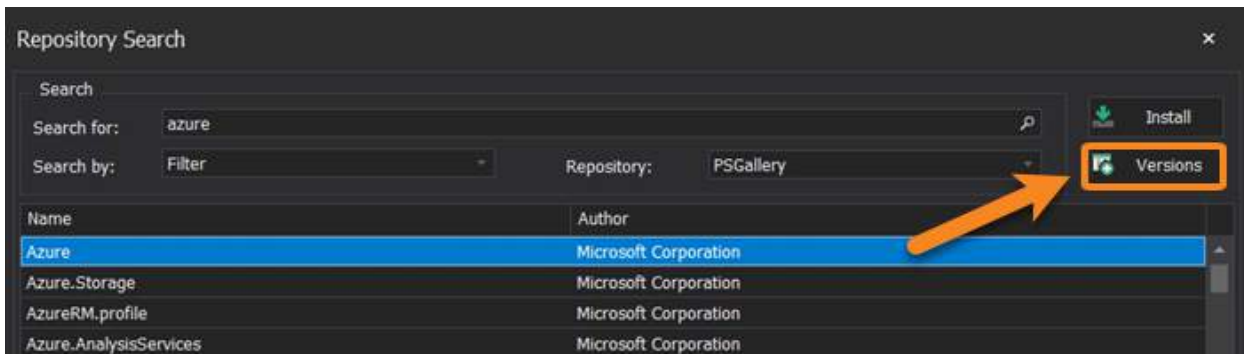 Repository Search
Search
Search for: azure
Install
Search by: Filter Repository: PSGallery
Versions
Name Author
Azure Microsoft Corporation
Azure.Storage Microsoft Corporation
AzureRM.profile Microsoft Corporation
Azure.AnalysisServices Microsoft Corporation